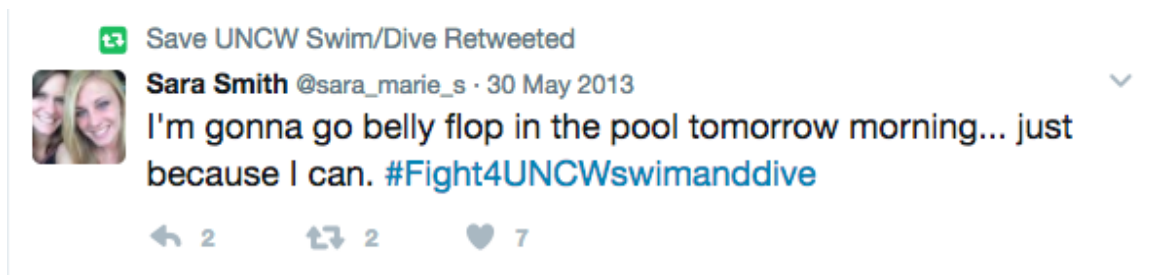 Save UNCW Swim/Dive Retweeted
Sara Smith @sara_marie_s · 30 May 2013
I'm gonna go belly flop in the pool tomorrow morning... just
because I can. #Fight4UNCWswimanddive
2 2 7